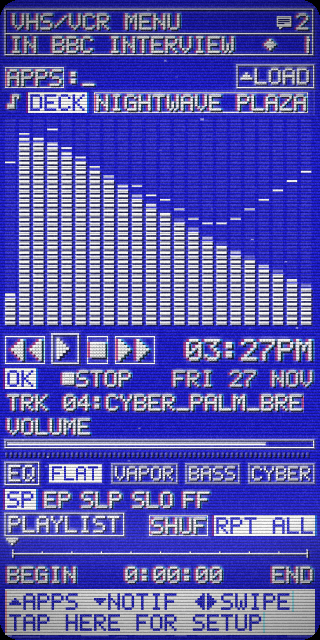 VHS/VCR MENU 2
IN BBC INTERVIEW
APPS:_ LOAD
DECK NIGHTWAVE PLAZA
03:27PM
OK STOP FRI 27 NOV
TRK 04:CYBER_PALM_BRE
VOLUME
EQ FLAT VAPOR BASS CYBER
SP EP SLP SLO FF
PLAYLIST SHUF RPT ALL
BEGIN 0:00:00 END
APPS NOTIF SWIPE
TAP HERE FOR SETUP